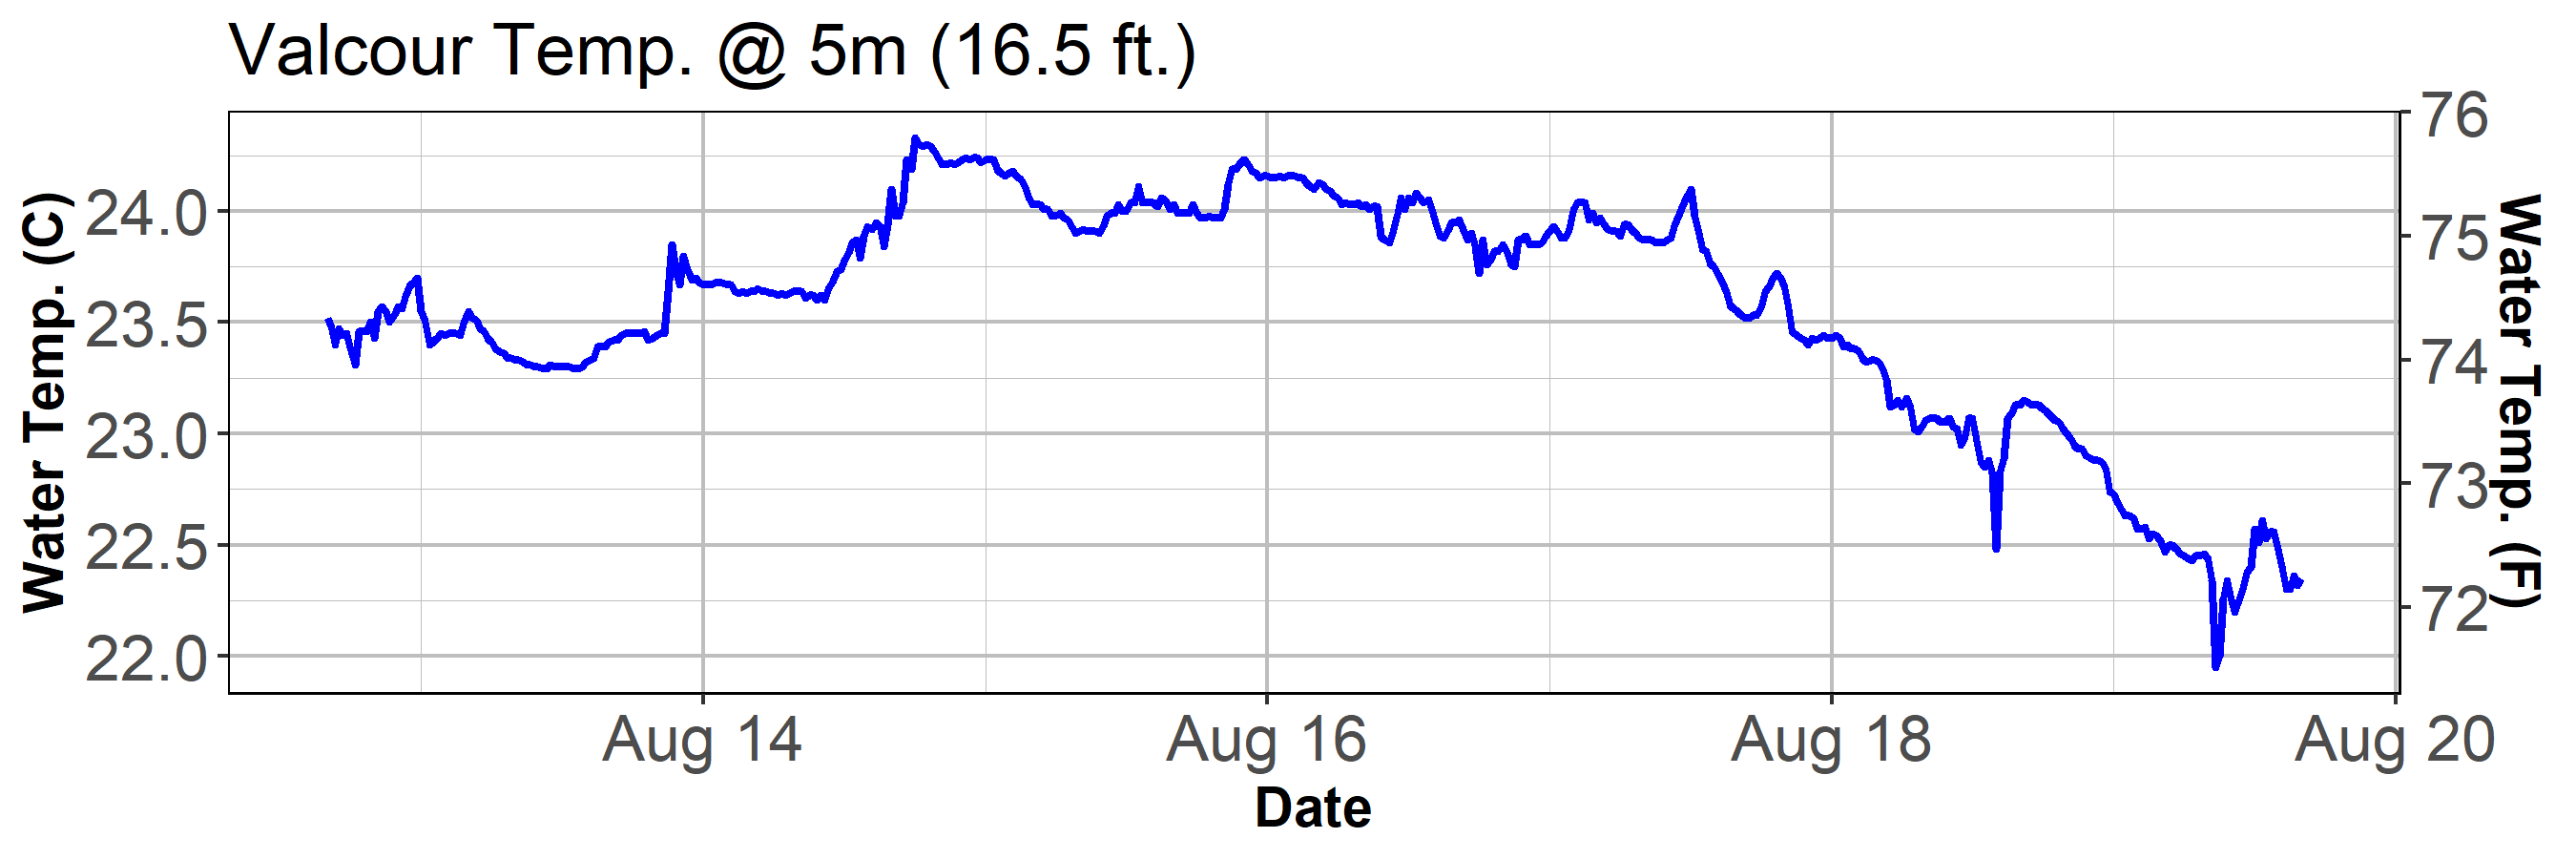 Valcour Temp. @ 5m (16.5 ft.)
Water Temp. (C)
24.0
23.5
23.0
22.5
22.0
76
75
74
73
72
Water Temp. (F)
Aug 14 Aug 16 Aug 18 Aug 20
Date